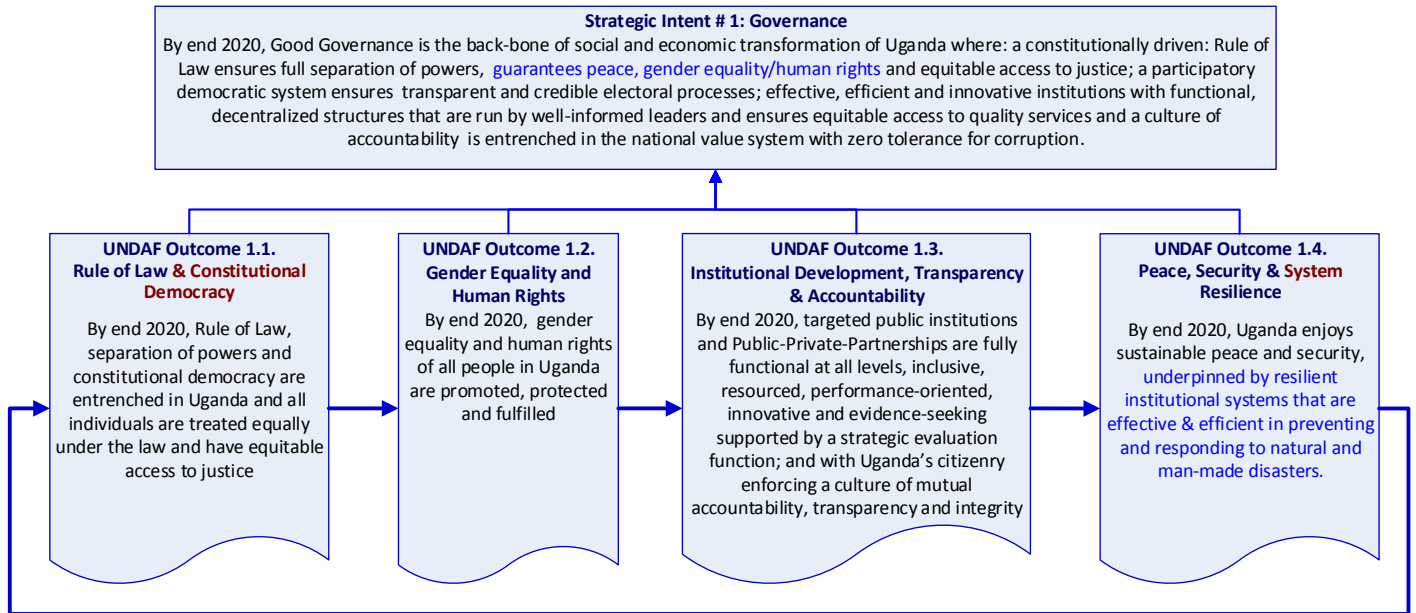 Strategic Intent # 1: Governance
By end 2020, Good Governance is the back-bone of social and economic transformation of Uganda where: a constitutionally driven: Rule of
Law ensures full separation of powers, guarantees peace, gender equality/human rights and equitable access to justice; a participatory
democratic system ensures transparent and credible electoral processes; effective, efficient and innovative institutions with functional,
decentralized structures that are run by well-informed leaders and ensures equitable access to quality services and a culture of
accountability is entrenched in the national value system with zero tolerance for corruption.
UNDAF Outcome 1.1.
Rule of Law & Constitutional
Democracy
By end 2020, Rule of Law,
separation of powers and
constitutional democracy are
entrenched in Uganda and all
individuals are treated equally
under the law and have equitable
access to justice
UNDAF Outcome 1.2.
Gender Equality and
Human Rights
By end 2020, gender
equality and human rights
of all people in Uganda
are promoted, protected
and fulfilled
UNDAF Outcome 1.3.
Institutional Development, Transparency
& Accountability
By end 2020, targeted public institutions
and Public-Private-Partnerships are fully
functional at all levels, inclusive,
resourced, performance-oriented,
innovative and evidence-seeking
supported by a strategic evaluation
function; and with Uganda's citizenry
enforcing a culture of mutual
accountability, transparency and integrity
UNDAF Outcome 1.4.
Peace, Security & System
Resilience
By end 2020, Uganda enjoys
sustainable peace and security,
underpinned by resilient
institutional systems that are
effective & efficient in preventing
and responding to natural and
man-made disasters.